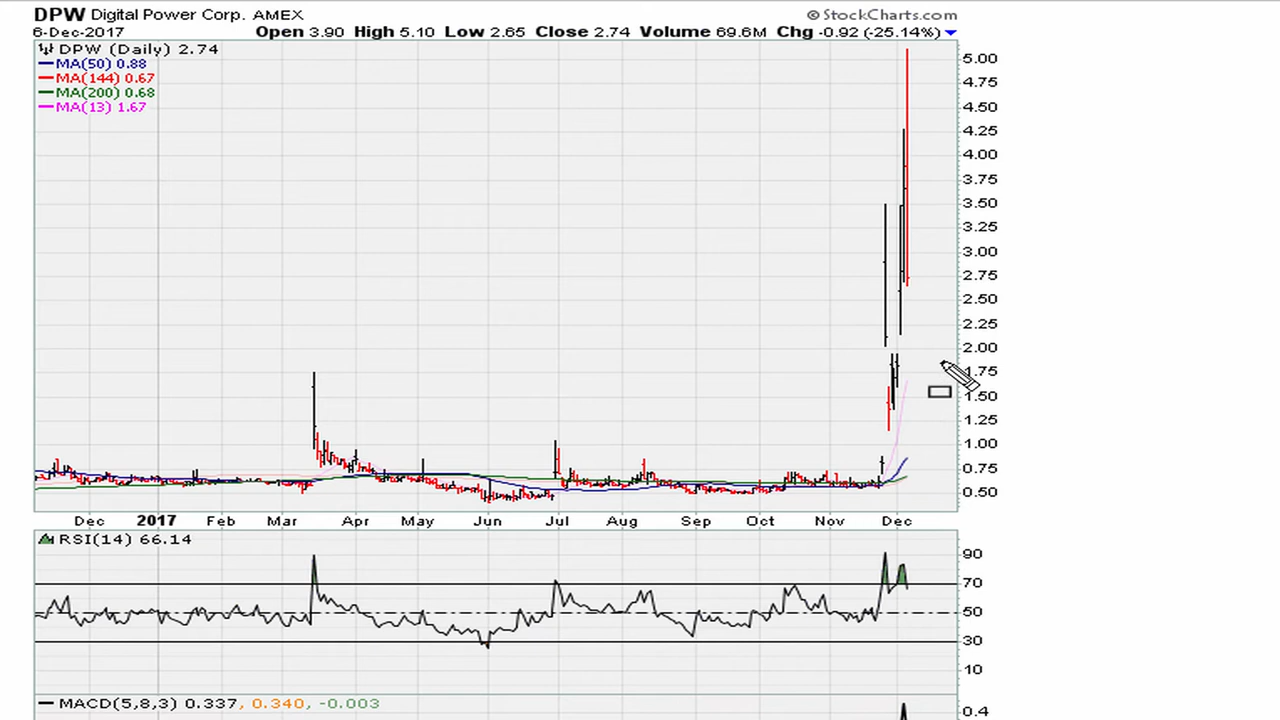 DPW Digital Power Corp. AMEX © StockCharts.com
6-Dec-2017 Open 3.90 High 5.10 Low 2.65 Close 2.74 Volume 69.6M Chg -0.92 (-25.14%)
DPW (Daily) 2.74
MA(50) 0.88
MA(144) 0.67
MA(200) 0.68
MA(13) 1.67
5.00
4.75
4.50
4.25
4.00
3.75
3.50
3.25
3.00
2.75
2.50
2.25
2.00
1.75
1.50
1.25
1.00
0.75
0.50
Dec 2017 Feb Mar Apr May Jun Jul Aug Sep Oct Nov Dec
RSI(14) 66.14
90
70
50
30
10
MACD(5,8,3) 0.337, 0.340, -0.003
0.4